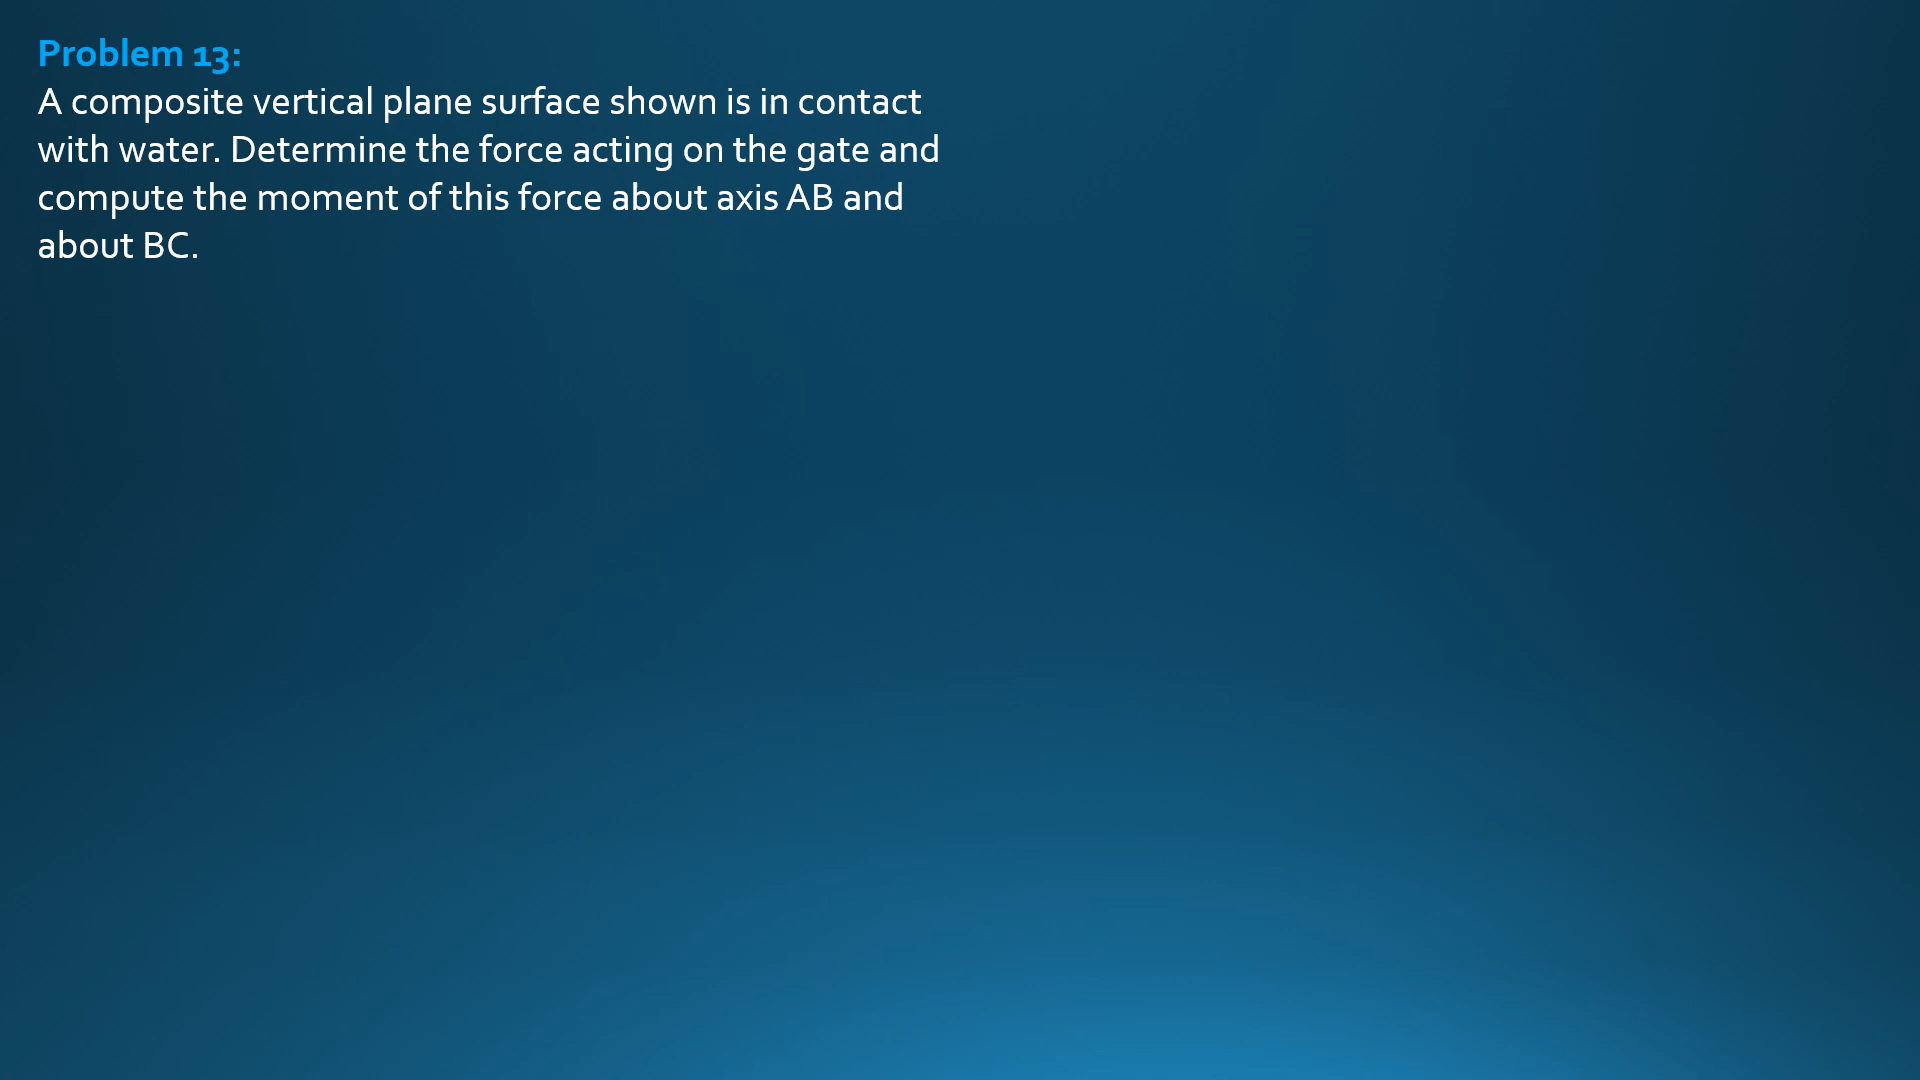 Problem 13:
A composite vertical plane surface shown is in contact
with water. Determine the force acting on the gate and
compute the moment of this force about axis AB and
about BC.